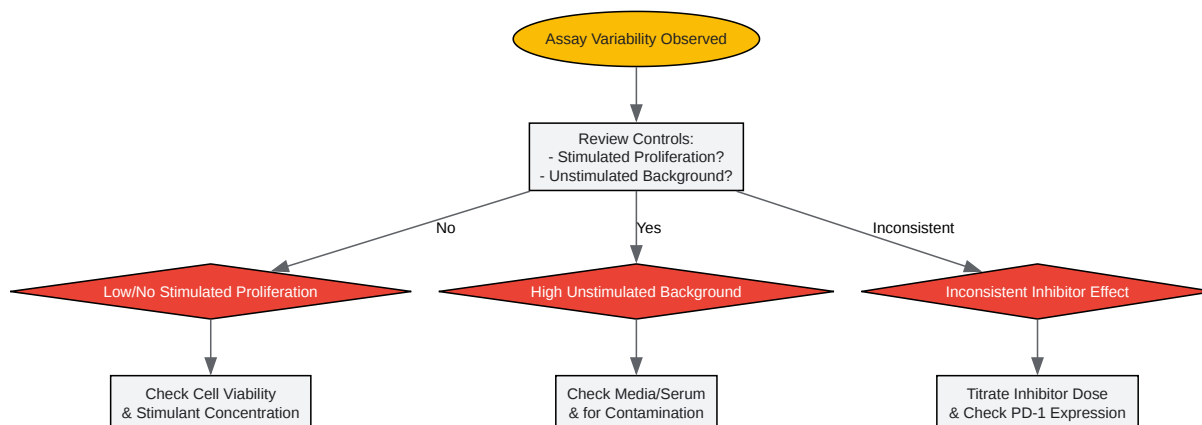 Assay Variability Observed
Review Controls:
- Stimulated Proliferation?
- Unstimulated Background?
No
Yes
Inconsistent
Low/No Stimulated Proliferation
High Unstimulated Background
Inconsistent Inhibitor Effect
Check Cell Viability
& Stimulant Concentration
Check Media/Serum
& for Contamination
Titrate Inhibitor Dose
& Check PD-1 Expression